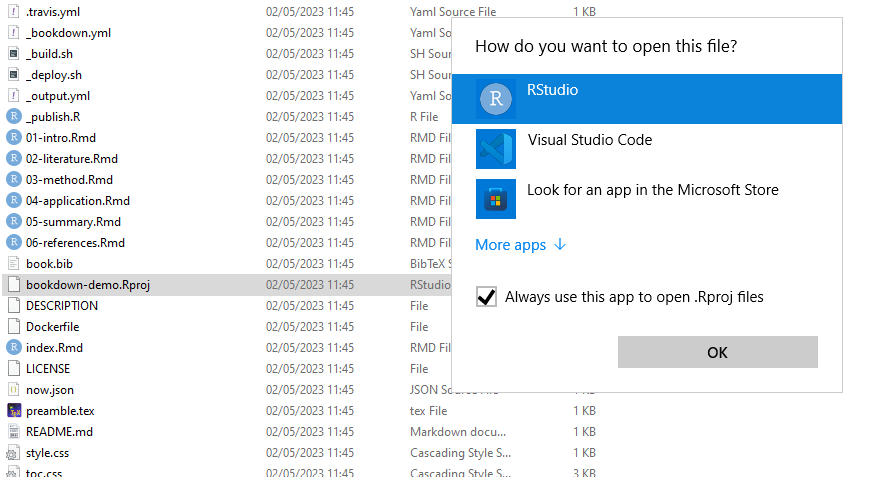 .travis.yml 02/05/2023 11:45 Yaml Source File 1 KB
_bookdown.yml 02/05/2023 11:45 Yaml Sour
_build.sh 02/05/2023 11:45 SH Sour
_deploy.sh 02/05/2023 11:45 SH Sour
_output.yml 02/05/2023 11:45 Yaml Sour
_publish.R 02/05/2023 11:45 R File
01-intro.Rmd 02/05/2023 11:45 RMD Fil
02-literature.Rmd 02/05/2023 11:45 RMD Fil
03-method.Rmd 02/05/2023 11:45 RMD Fil
04-application.Rmd 02/05/2023 11:45 RMD Fil
05-summary.Rmd 02/05/2023 11:45 RMD Fil
06-references.Rmd 02/05/2023 11:45 RMD Fil
book.bib 02/05/2023 11:45 BibTeX S
bookdown-demo.Rproj 02/05/2023 11:45 RStudio
DESCRIPTION 02/05/2023 11:45 File
Dockerfile 02/05/2023 11:45 File
index.Rmd 02/05/2023 11:45 RMD Fil
LICENSE 02/05/2023 11:45 File
now.json 02/05/2023 11:45 JSON Source File 1 KB
preamble.tex 02/05/2023 11:45 tex File 1 KB
README.md 02/05/2023 11:45 Markdown docu... 1 KB
style.css 02/05/2023 11:45 Cascading Style S... 1 KB
toc.css 02/05/2023 11:45 Cascading Style S... 3 KB
How do you want to open this file?
RStudio
Visual Studio Code
Look for an app in the Microsoft Store
More apps ↓
Always use this app to open .Rproj files
OK